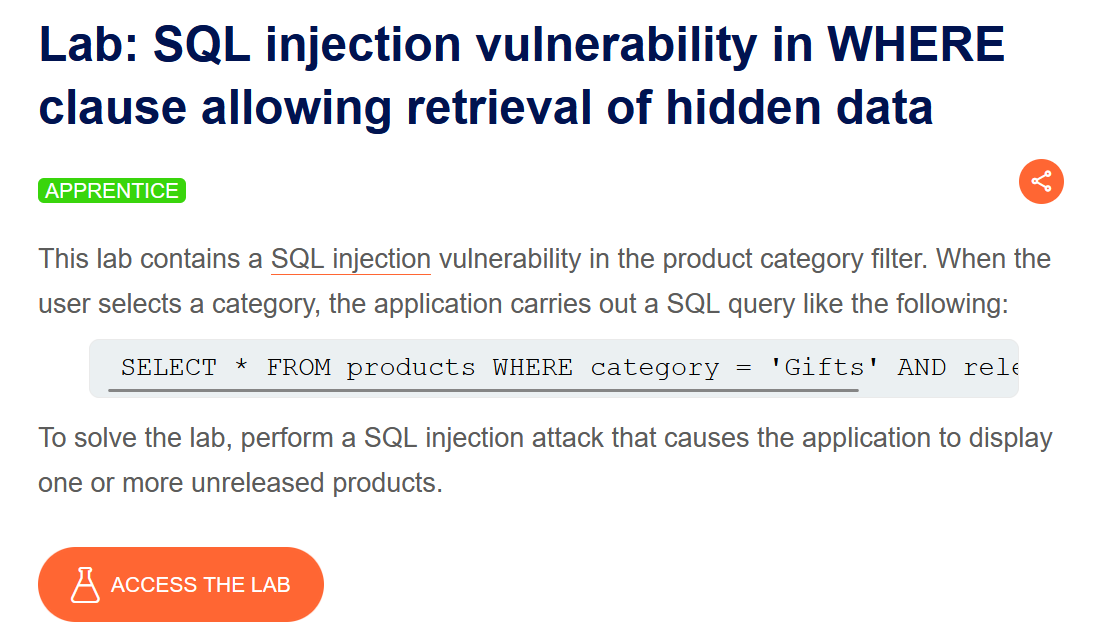 Lab: SQL injection vulnerability in WHERE
clause allowing retrieval of hidden data
APPRENTICE
This lab contains a SQL injection vulnerability in the product category filter. When the
user selects a category, the application carries out a SQL query like the following:
SELECT * FROM products WHERE category = 'Gifts' AND
To solve the lab, perform a SQL injection attack that causes the application to display
one or more unreleased products.
ACCESS THE LAB